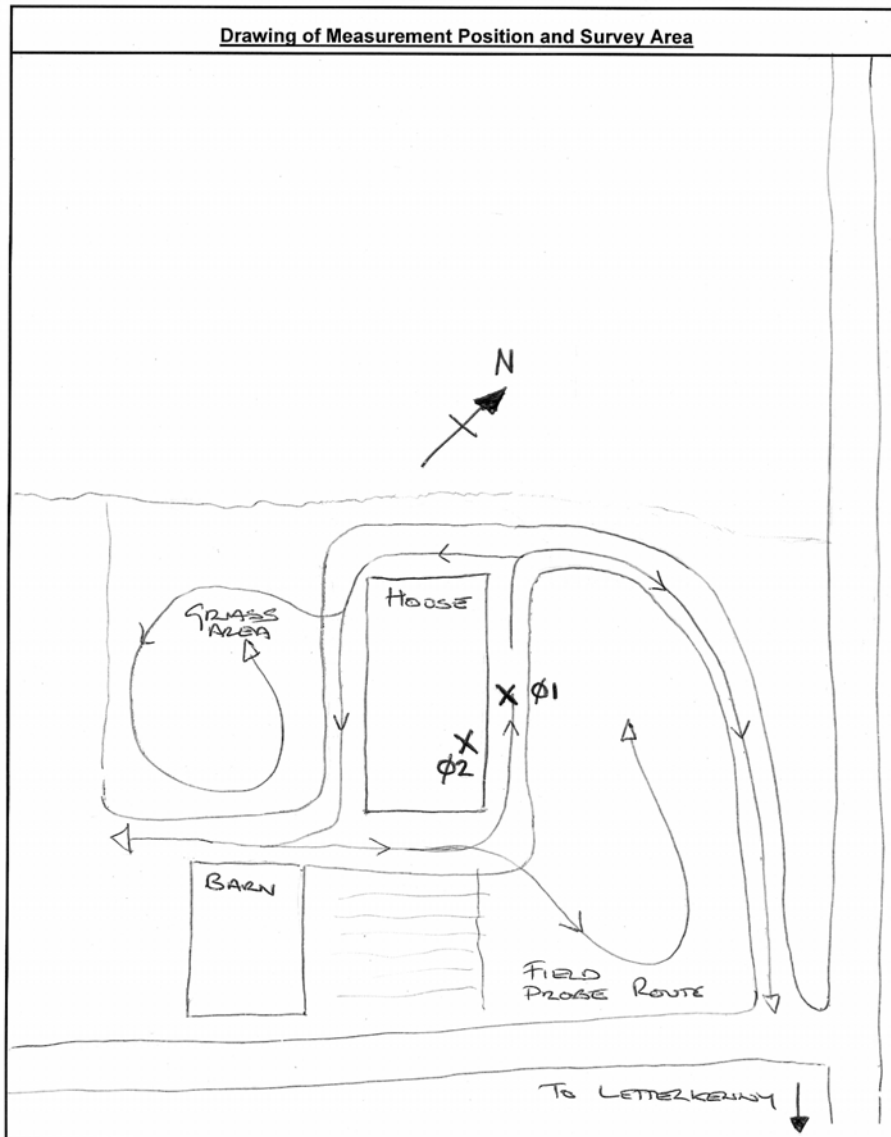 Drawing of Measurement Position and Survey Area
N
HOUSE
GRASS
AREA
X Ø1
X
Ø2
BARN
FIELD
PROBE ROUTE
TO LETTERKENNY